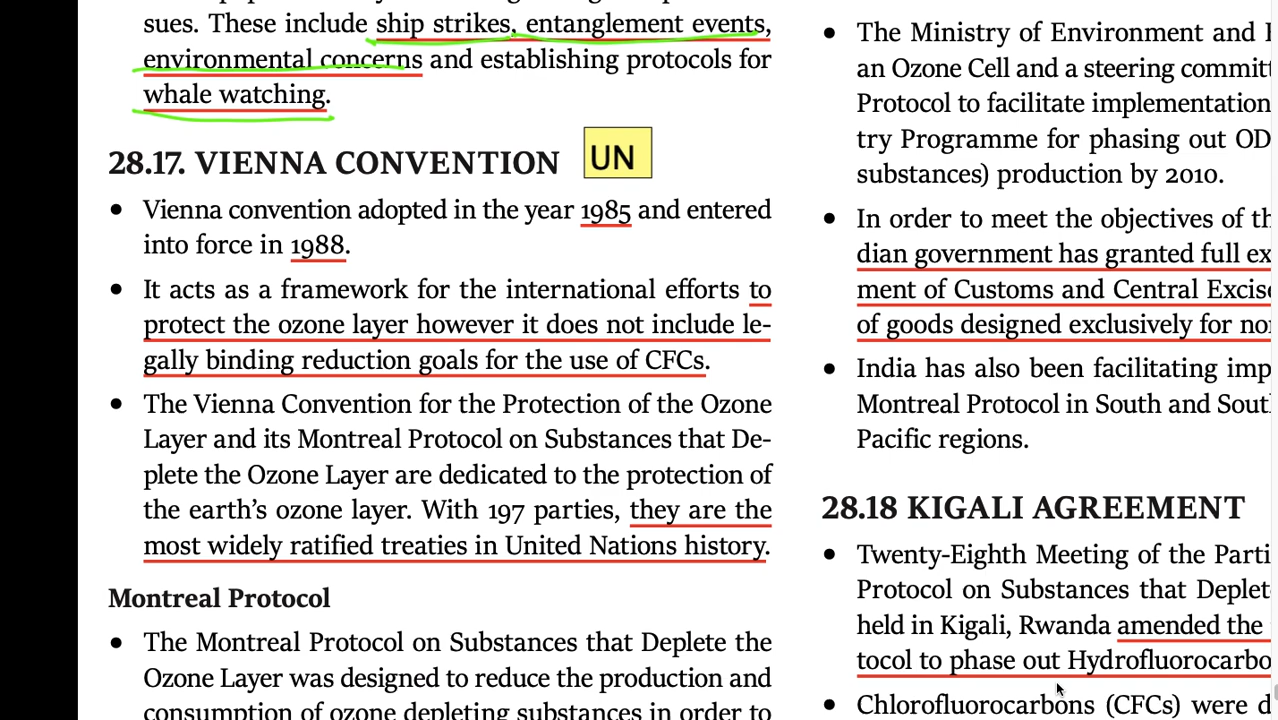 sues. These include ship strikes, entanglement events,
environmental concerns and establishing protocols for
whale watching.
28.17. VIENNA CONVENTION UN
• Vienna convention adopted in the year 1985 and entered
into force in 1988.
• It acts as a framework for the international efforts to
protect the ozone layer however it does not include le-
gally binding reduction goals for the use of CFCs.
• The Vienna Convention for the Protection of the Ozone
Layer and its Montreal Protocol on Substances that De-
plete the Ozone Layer are dedicated to the protection of
the earth's ozone layer. With 197 parties, they are the
most widely ratified treaties in United Nations history.
Montreal Protocol
• The Montreal Protocol on Substances that Deplete the
Ozone Layer was designed to reduce the production and
consumption of ozone depleting substances in order to
• The Ministry of Environment and
an Ozone Cell and a steering committ
Protocol to facilitate implementation
try Programme for phasing out OD
substances) production by 2010.
• In order to meet the objectives of th
dian government has granted full ex
ment of Customs and Central Excise
of goods designed exclusively for no
• India has also been facilitating imp
Montreal Protocol in South and Sout
Pacific regions.
28.18 KIGALI AGREEMENT
• Twenty-Eighth Meeting of the Parti
Protocol on Substances that Deplet
held in Kigali, Rwanda amended the
tocol to phase out Hydrofluorocarbo
• Chlorofluorocarbons (CFCs) were d